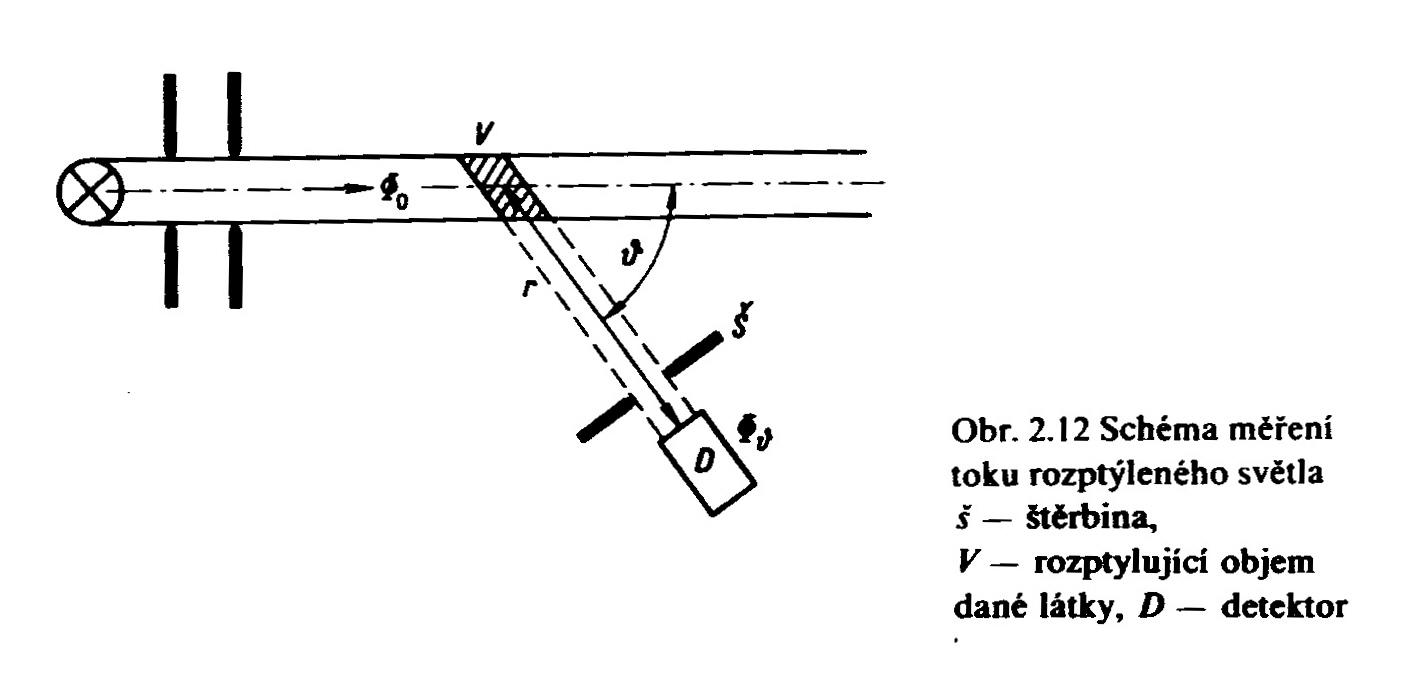 V
Φ₀
ϑ
r
š
Φϑ
D
Obr. 2.12 Schéma měření
toku rozptýleného světla
š — štěrbina,
V — rozptylující objem
dané látky, D — detektor